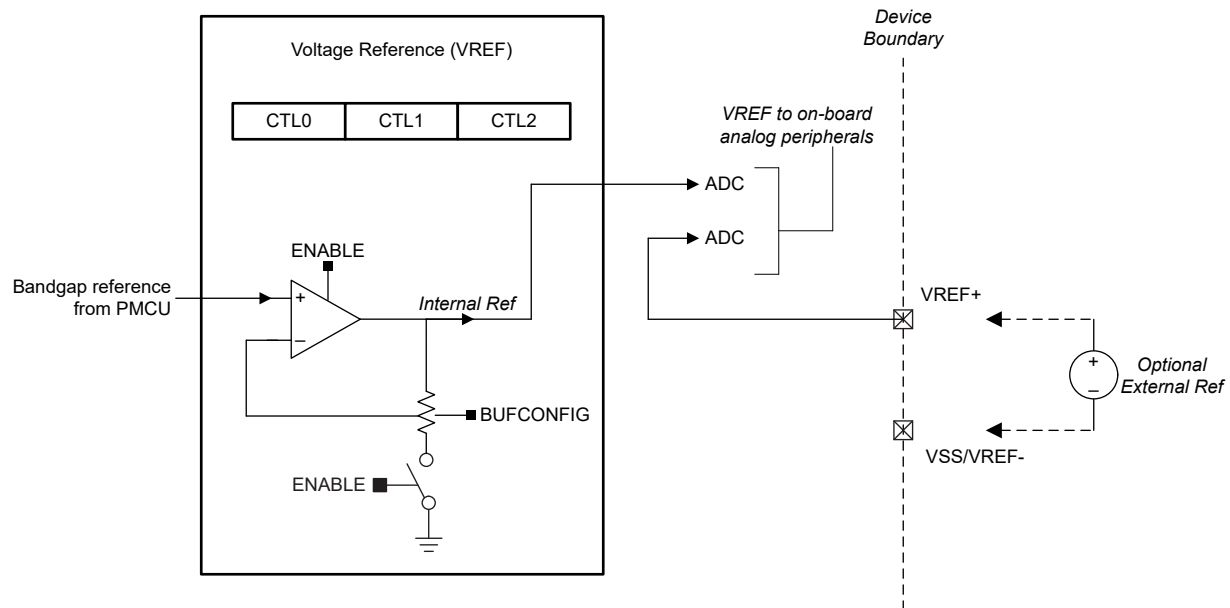 Device
Boundary
Voltage Reference (VREF)
CTL0 CTL1 CTL2
VREF to on-board
analog peripherals
ADC
ADC
ENABLE
Bandgap reference
from PMCU
+
−
Internal Ref
VREF+
+
−
Optional
External Ref
BUFCONFIG
VSS/VREF-
ENABLE